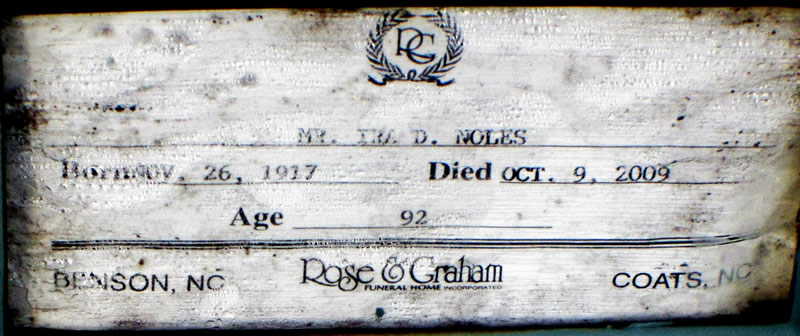 RG
MR. IRA D. NOLES
Born NOV. 26, 1917 Died OCT. 9, 2009
Age 92
BENSON, NC Rose & Graham COATS, NC
FUNERAL HOME INCORPORATED